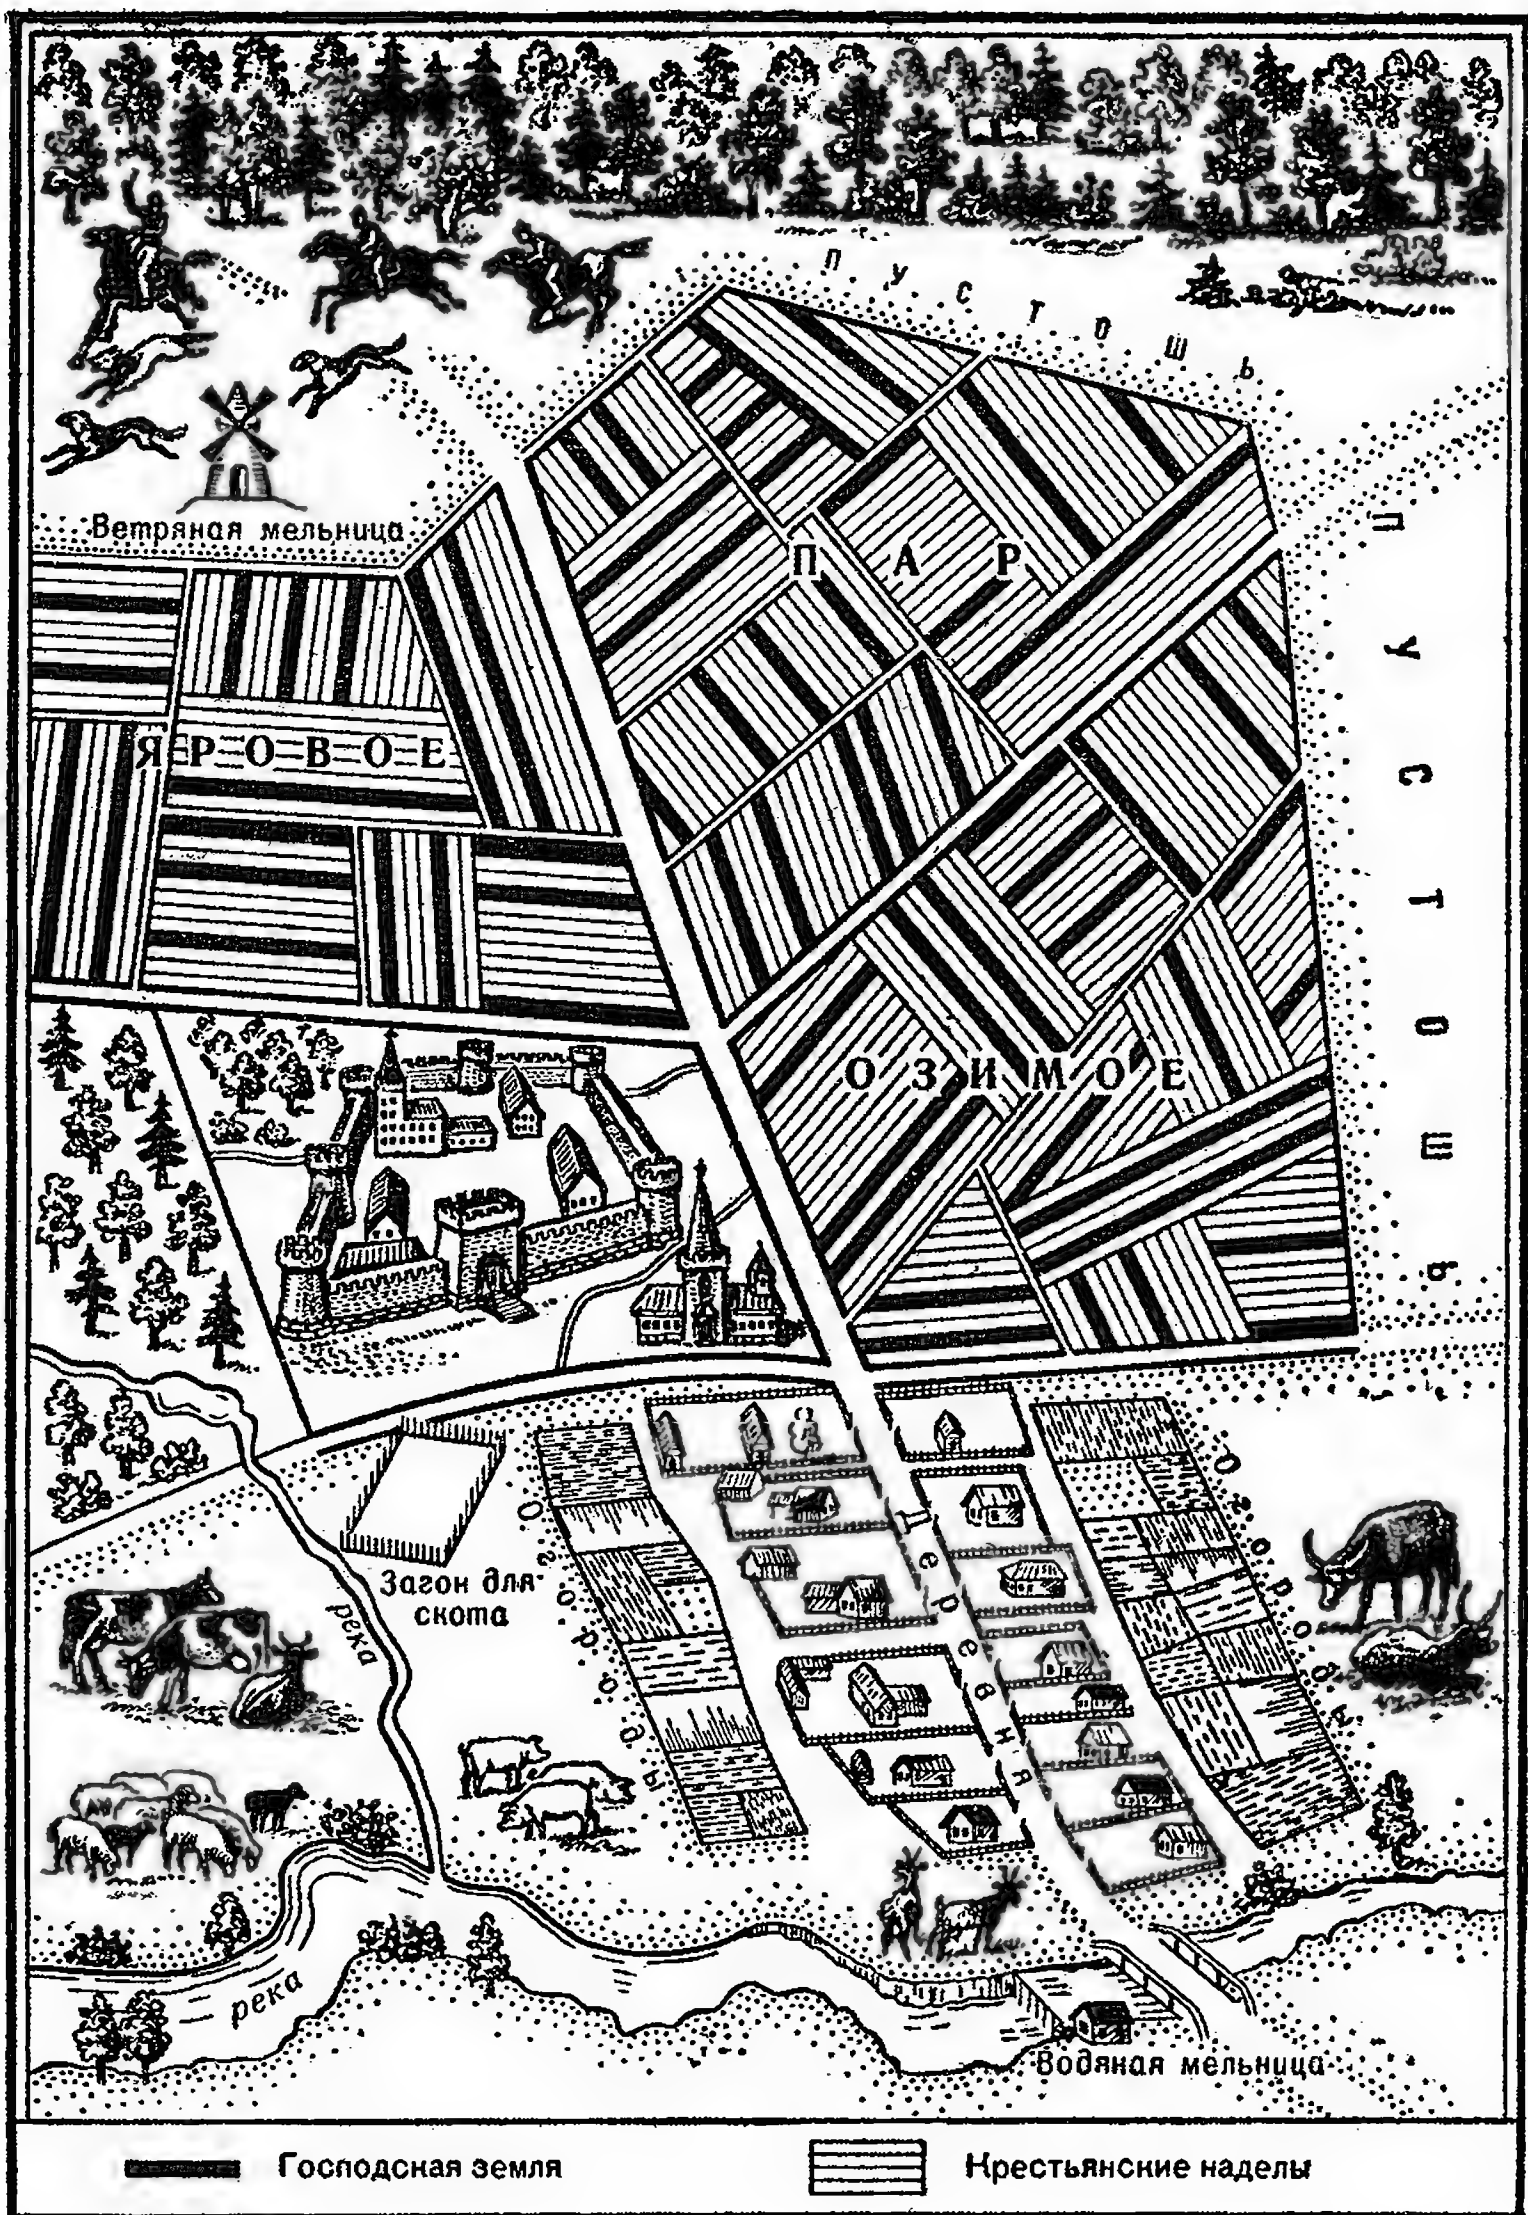 ПУСТОШЬ
Ветряная мельница
ПАР
ПУСТОШЬ
ЯРОВОЕ
ОЗИМОЕ
Загон для
скота
Огороды
Деревня
Огороды
река
река
Водяная мельница
Господская земля
Крестьянские наделы